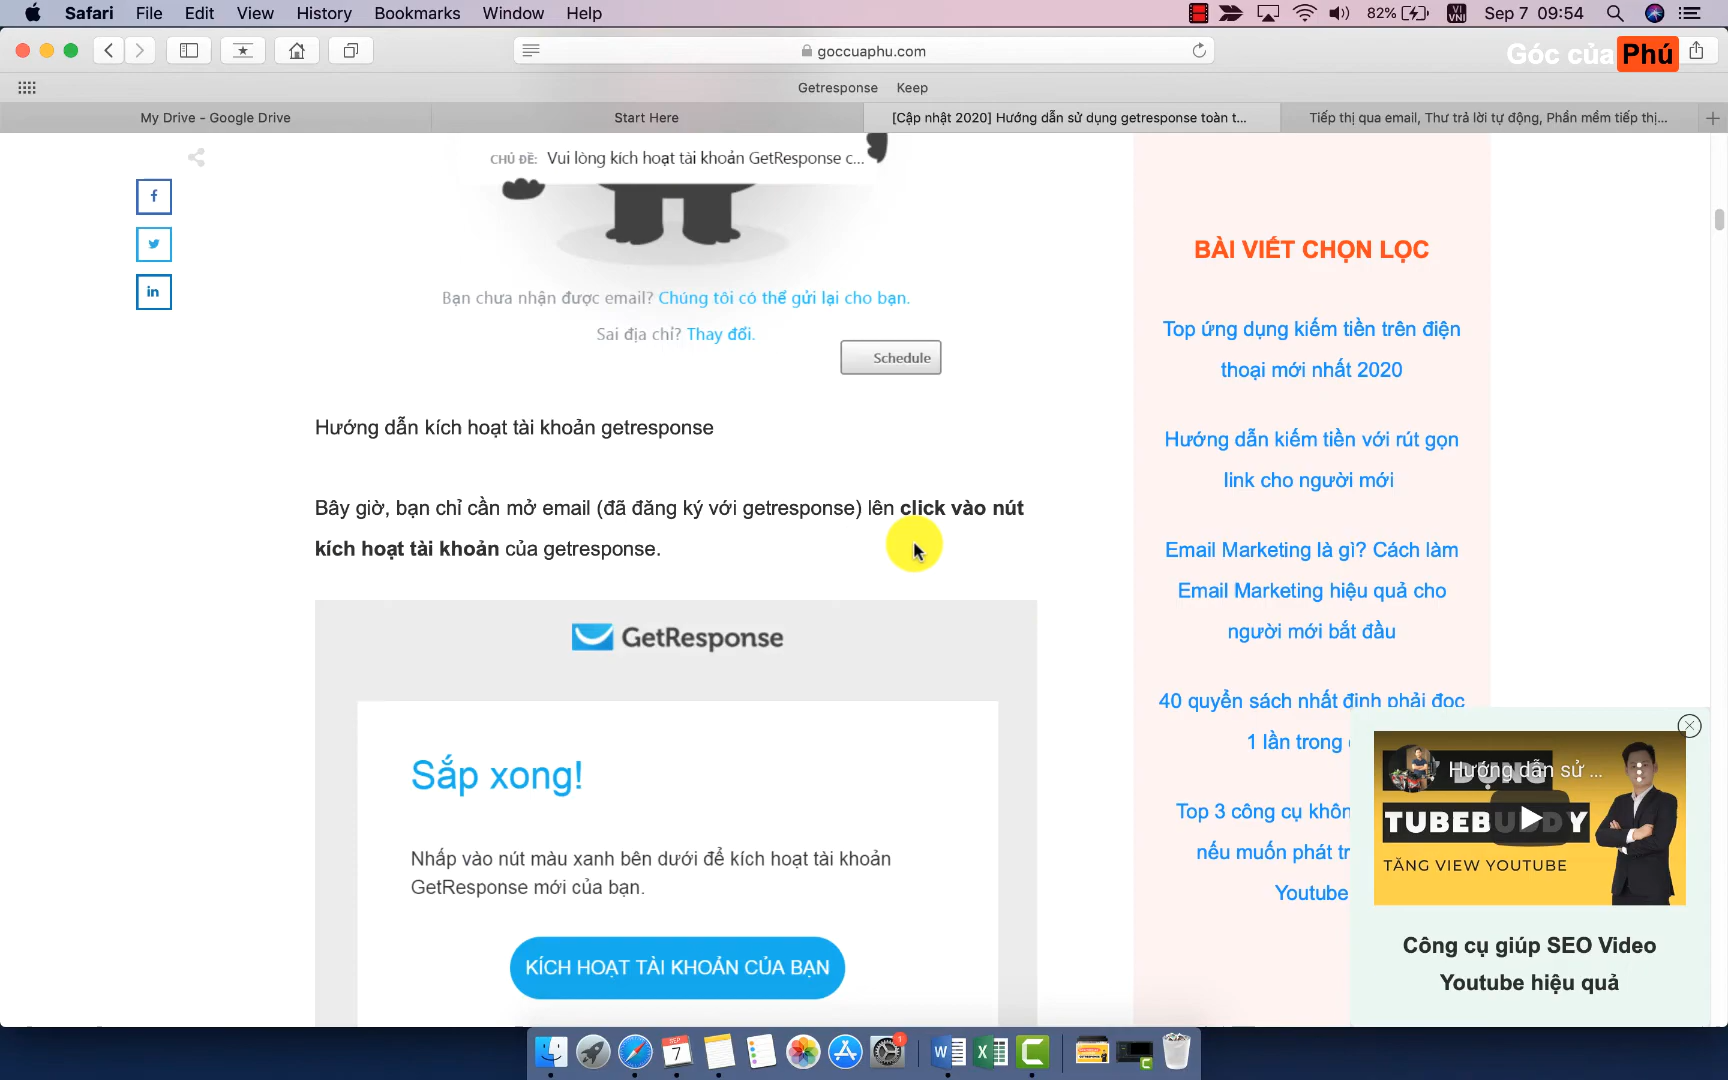 Safari File Edit View History Bookmarks Window Help
82% VI VNI Sep 7 09:54
goccuaphu.com
Góc của Phú
Getresponse Keep
My Drive - Google Drive
Start Here
[Cập nhật 2020] Hướng dẫn sử dụng getresponse toàn t...
Tiếp thị qua email, Thư trả lời tự động, Phần mềm tiếp thị...
CHỦ ĐỀ: Vui lòng kích hoạt tài khoản GetResponse c...
Bạn chưa nhận được email? Chúng tôi có thể gửi lại cho bạn.
Sai địa chỉ? Thay đổi.
Schedule
Hướng dẫn kích hoạt tài khoản getresponse
Bây giờ, bạn chỉ cần mở email (đã đăng ký với getresponse) lên click vào nút
kích hoạt tài khoản của getresponse.
GetResponse
Sắp xong!
Nhấp vào nút màu xanh bên dưới để kích hoạt tài khoản
GetResponse mới của bạn.
KÍCH HOẠT TÀI KHOẢN CỦA BẠN
BÀI VIẾT CHỌN LỌC
Top ứng dụng kiếm tiền trên điện
thoại mới nhất 2020
Hướng dẫn kiếm tiền với rút gọn
link cho người mới
Email Marketing là gì? Cách làm
Email Marketing hiệu quả cho
người mới bắt đầu
40 quyển sách nhất định phải đọc
1 lần trong
Top 3 công cụ khôn
nếu muốn phát tr
Youtube
Hướng dẫn sử ...
DỤNG
TUBEBUDDY
TĂNG VIEW YOUTUBE
Công cụ giúp SEO Video
Youtube hiệu quả
SEP
7
1